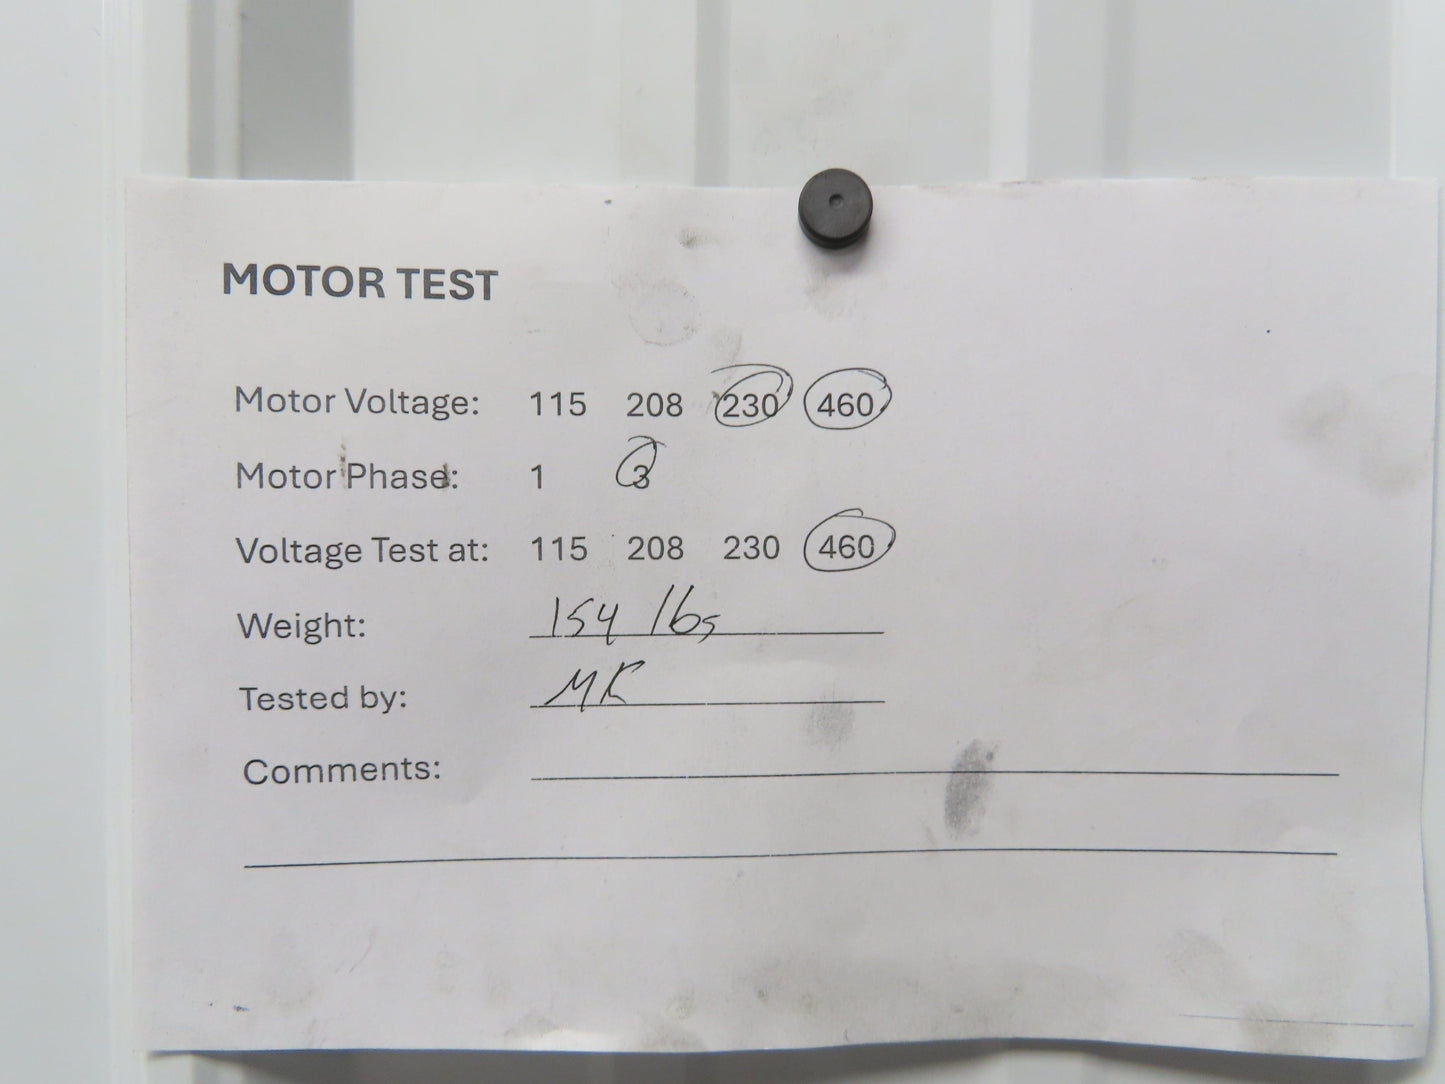 MOTOR TEST
Motor Voltage: 115 208 230 460
Motor Phase: 1 3
Voltage Test at: 115 208 230 460
Weight: 154 lbs
Tested by: MK
Comments: